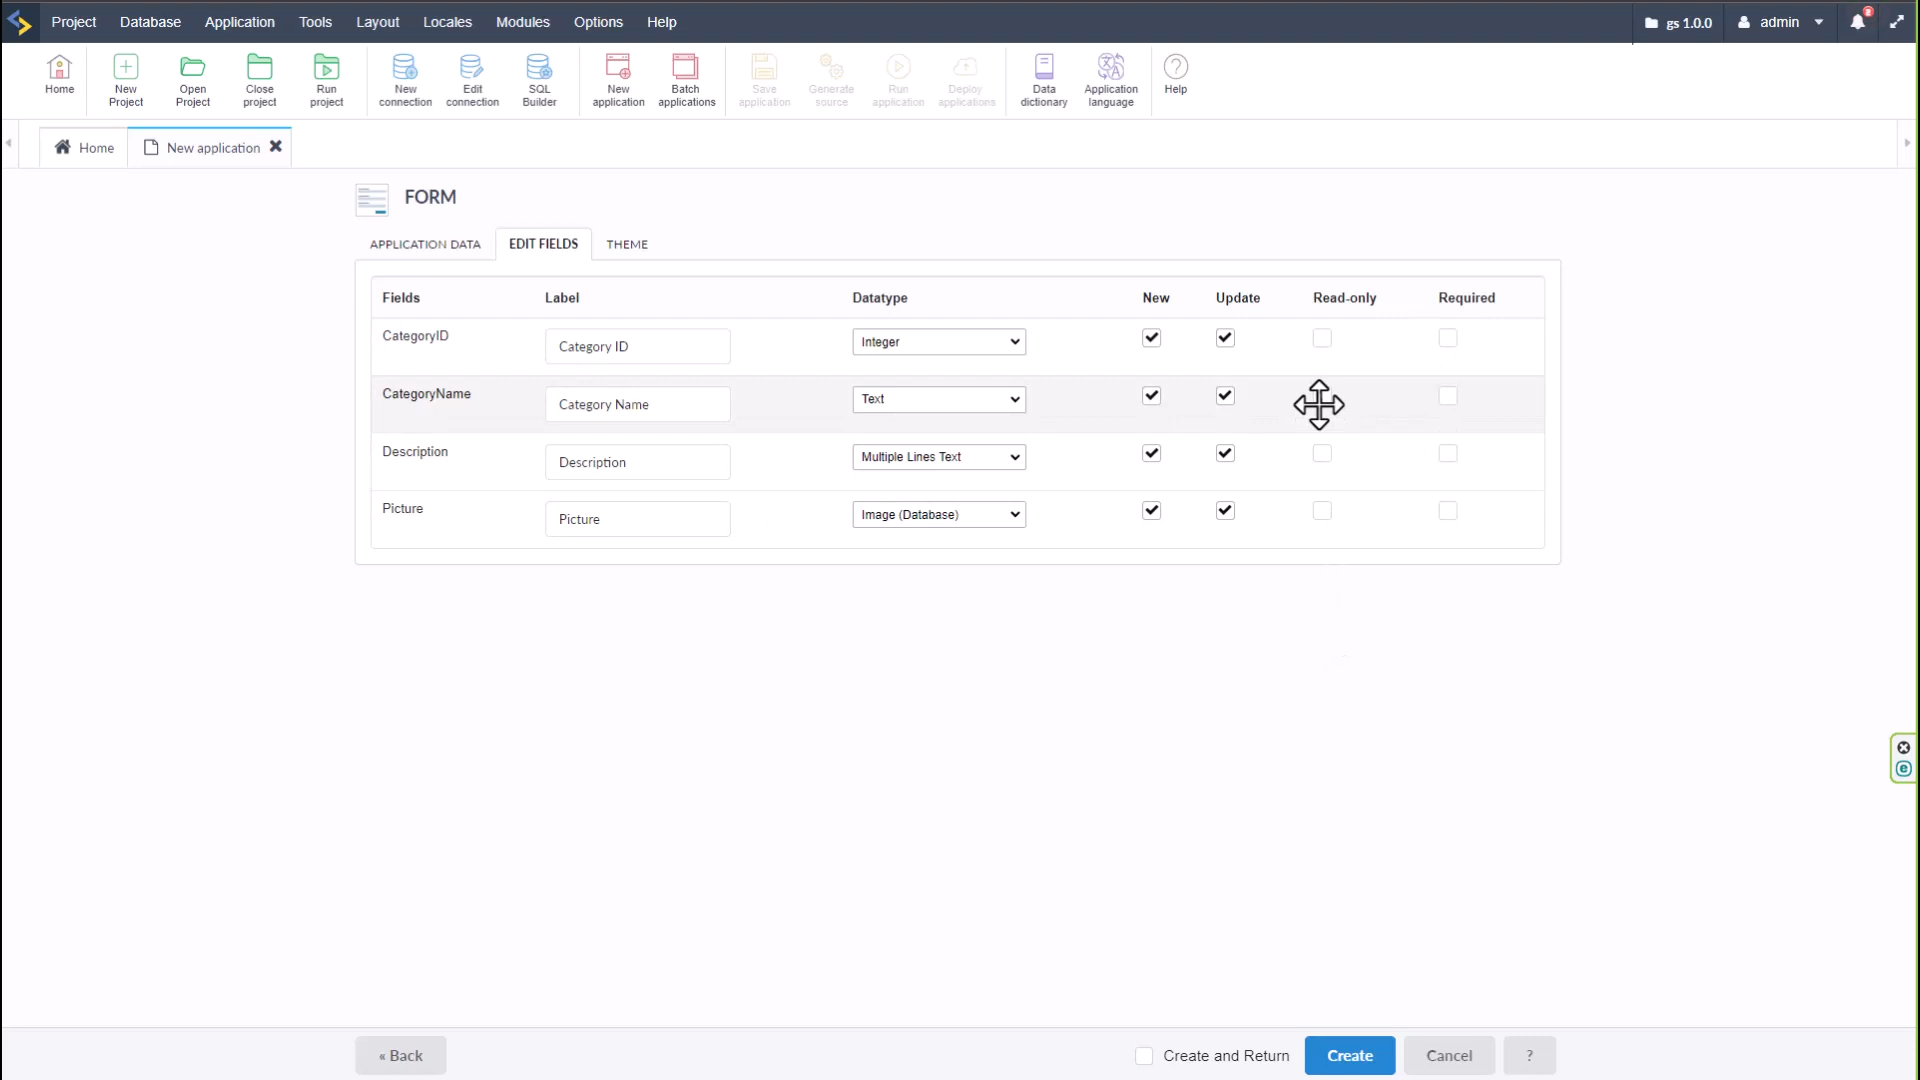 Project Database Application Tools Layout Locales Modules Options Help gs 1.0.0 admin
Home New Project Open Project Close project Run project New connection Edit connection SQL Builder New application Batch applications Save application Generate source Run application Deploy applications Data dictionary Application language Help
Home New application
FORM
APPLICATION DATA EDIT FIELDS THEME
Fields Label Datatype New Update Read-only Required
CategoryID Category ID Integer
CategoryName Category Name Text
Description Description Multiple Lines Text
Picture Picture Image (Database)
« Back Create and Return Create Cancel ?